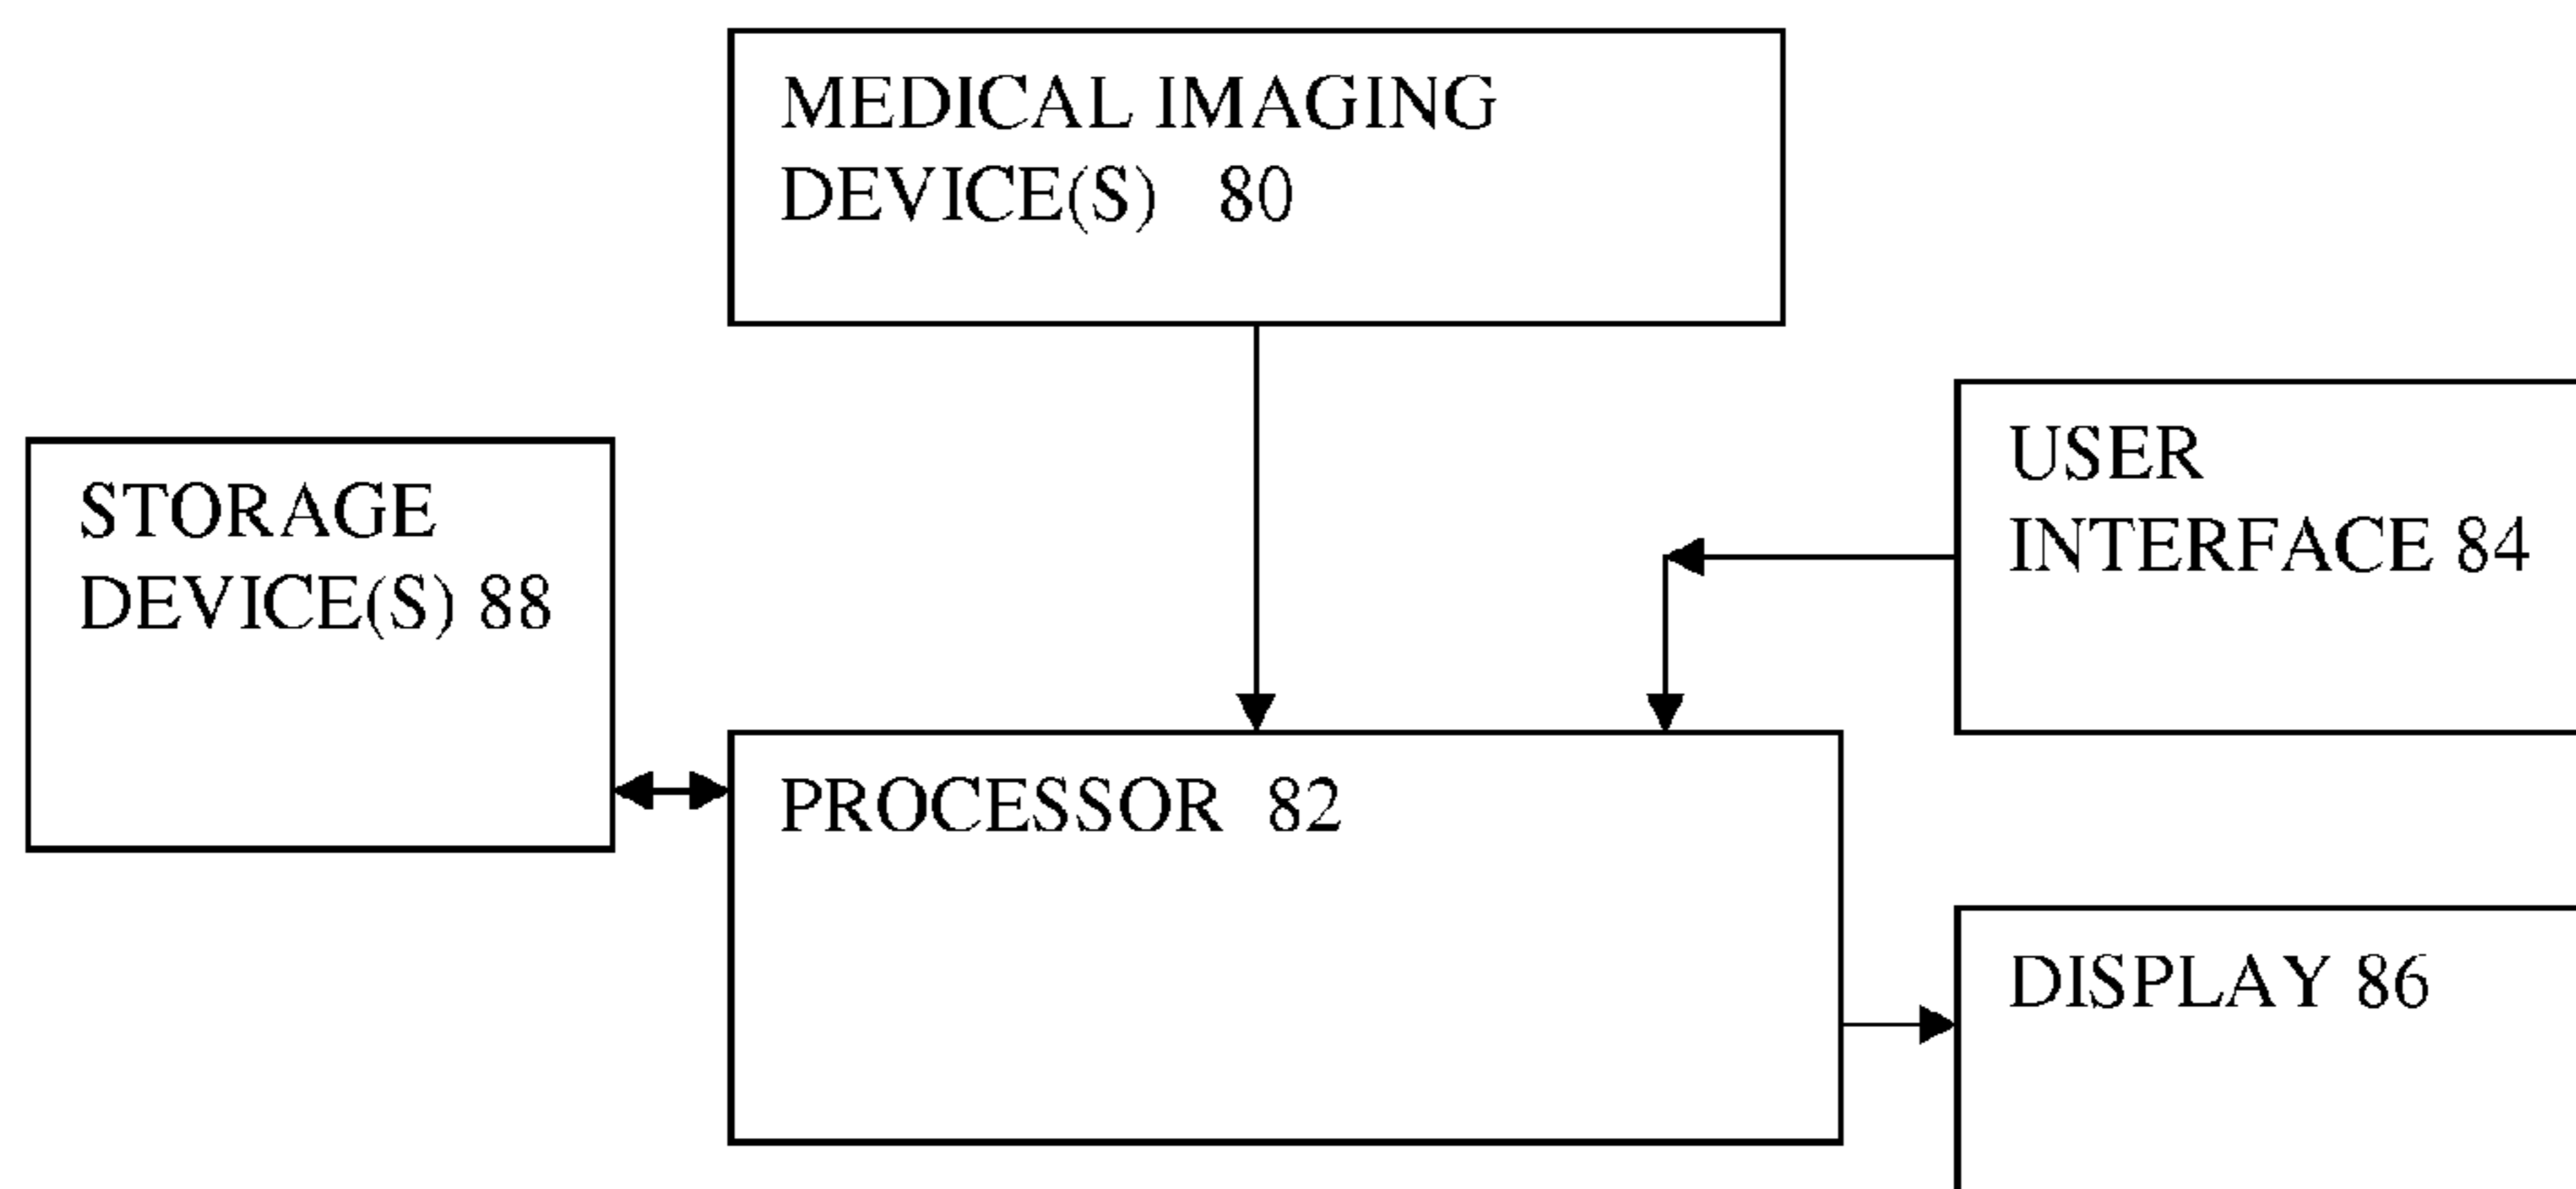 MEDICAL IMAGING
DEVICE(S) 80
STORAGE
DEVICE(S) 88
USER
INTERFACE 84
PROCESSOR 82
DISPLAY 86